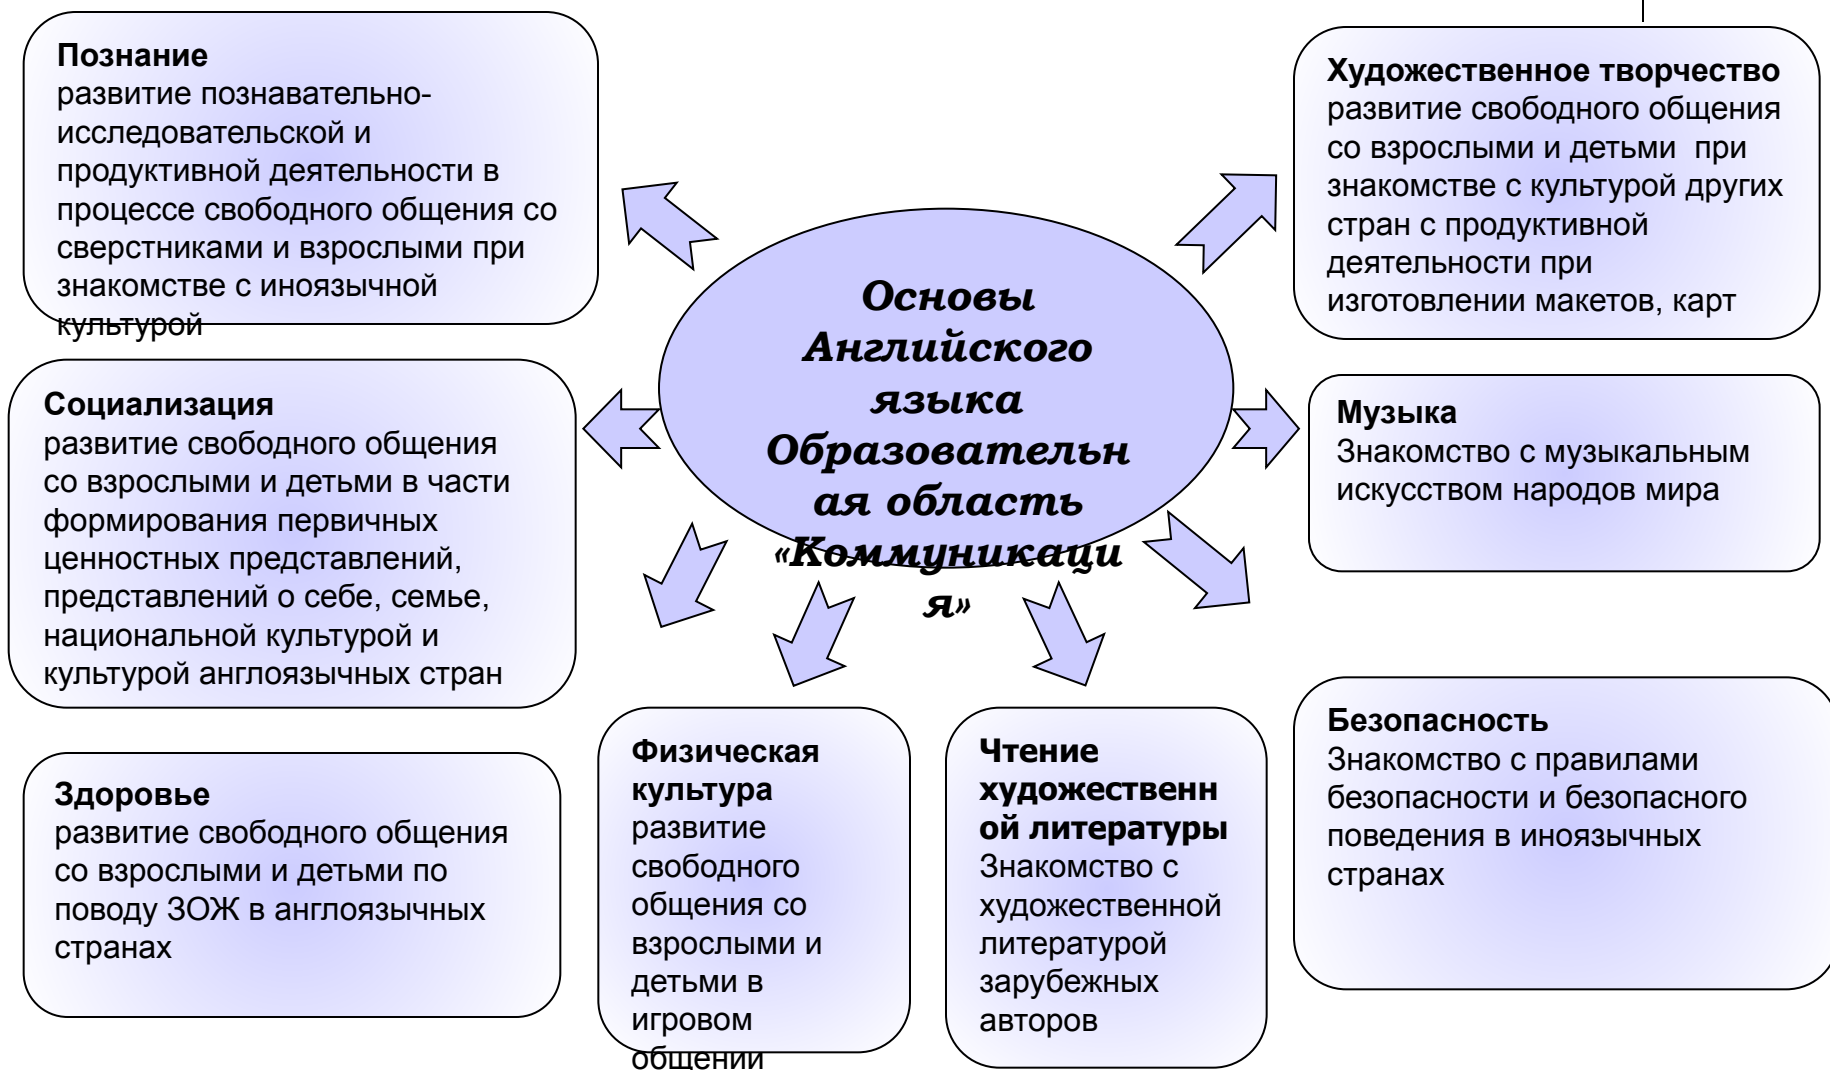 Познание
развитие познавательно-
исследовательской и
продуктивной деятельности в
процессе свободного общения со
сверстниками и взрослыми при
знакомстве с иноязычной
культурой
Социализация
развитие свободного общения
со взрослыми и детьми в части
формирования первичных
ценностных представлений,
представлений о себе, семье,
национальной культурой и
культурой англоязычных стран
Здоровье
развитие свободного общения
со взрослыми и детьми по
поводу ЗОЖ в англоязычных
странах
Основы
Английского
языка
Образовательн
ая область
«Коммуникаци
я»
Физическая
культура
развитие
свободного
общения со
взрослыми и
детьми в
игровом
общении
Чтение
художественн
ой литературы
Знакомство с
художественной
литературой
зарубежных
авторов
Художественное творчество
развитие свободного общения
со взрослыми и детьми при
знакомстве с культурой других
стран с продуктивной
деятельности при
изготовлении макетов, карт
Музыка
Знакомство с музыкальным
искусством народов мира
Безопасность
Знакомство с правилами
безопасности и безопасного
поведения в иноязычных
странах